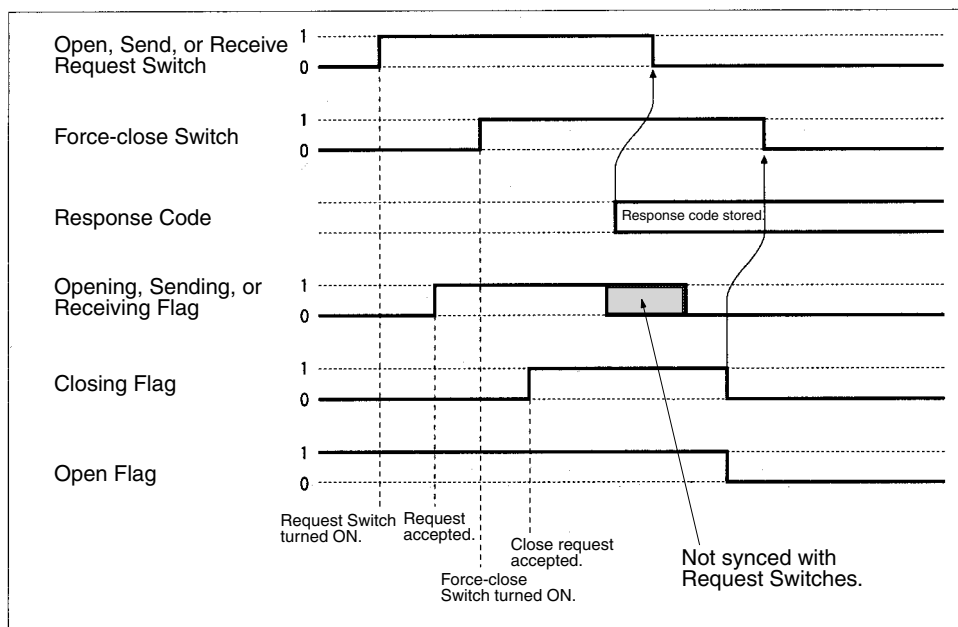 Open, Send, or Receive
Request Switch
1
0
Force-close Switch
1
0
Response Code
Response code stored.
Opening, Sending, or
Receiving Flag
1
0
Closing Flag
1
0
Open Flag
1
0
Request Switch
turned ON.
Request
accepted.
Force-close
Switch turned ON.
Close request
accepted.
Not synced with
Request Switches.